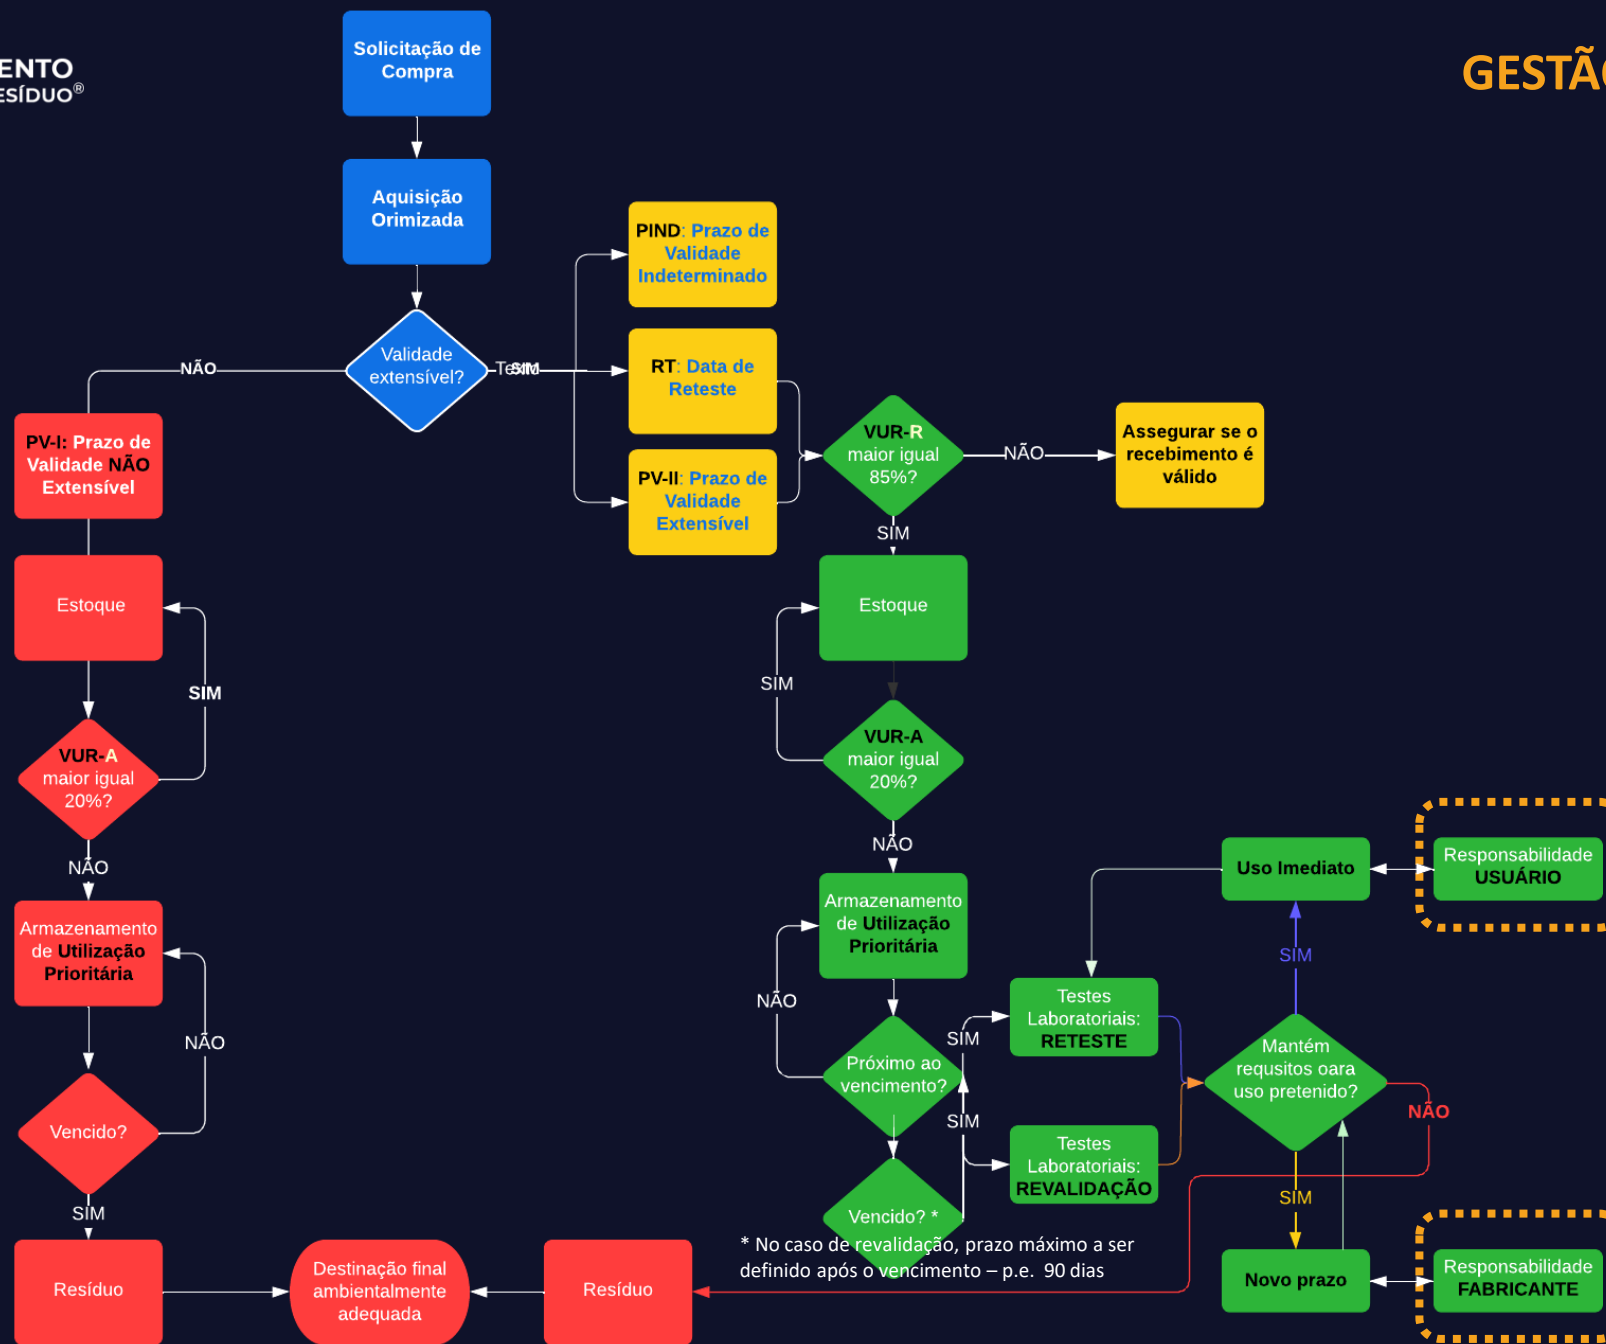 ENTO
ESÍDUO®
GESTÃO
Solicitação de
Compra
Aquisição
Orimizada
Validade
extensível?
NÃO
SIM
PIND: Prazo de
Validade
Indeterminado
RT: Data de
Reteste
PV-II: Prazo de
Validade
Extensível
PV-I: Prazo de
Validade NÃO
Extensível
VUR-R
maior igual
85%?
NÃO
Assegurar se o
recebimento é
válido
SIM
Estoque
SIM
VUR-A
maior igual
20%?
NÃO
Armazenamento
de Utilização
Prioritária
NÃO
Vencido?
SIM
Resíduo
Destinação final
ambientalmente
adequada
Resíduo
Estoque
SIM
VUR-A
maior igual
20%?
NÃO
Armazenamento
de Utilização
Prioritária
NÃO
Próximo ao
vencimento?
SIM
SIM
Vencido? *
* No caso de revalidação, prazo máximo a ser
definido após o vencimento – p.e. 90 dias
Testes
Laboratoriais:
RETESTE
Testes
Laboratoriais:
REVALIDAÇÃO
Uso Imediato
Responsabilidade
USUÁRIO
SIM
Mantém
requsitos oara
uso pretenido?
NÃO
SIM
Novo prazo
Responsabilidade
FABRICANTE